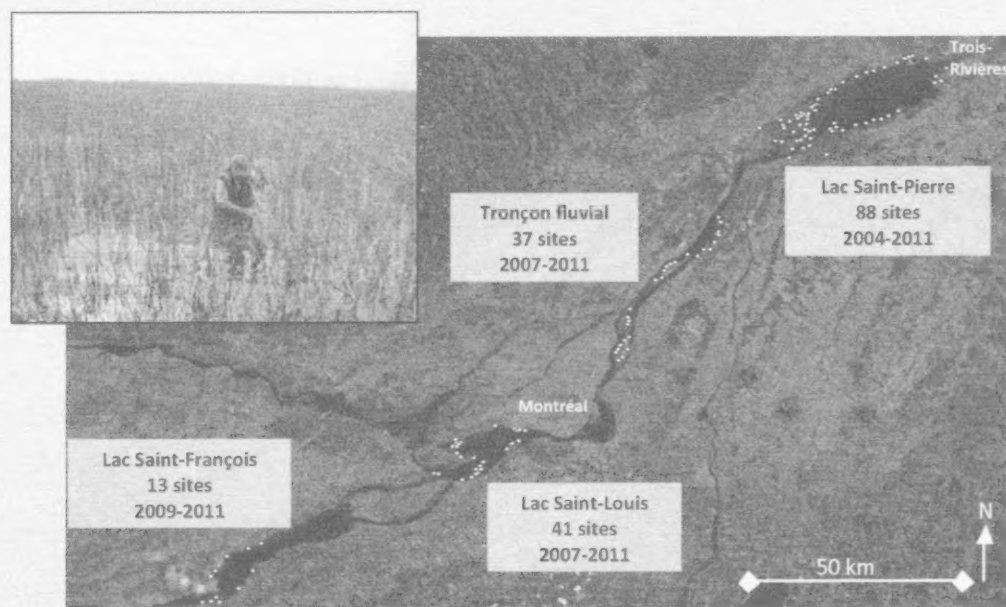 Trois-
Rivières
Lac Saint-Pierre
88 sites
2004-2011
Tronçon fluvial
37 sites
2007-2011
Montréal
Lac Saint-François
13 sites
2009-2011
Lac Saint-Louis
41 sites
2007-2011
N
50 km